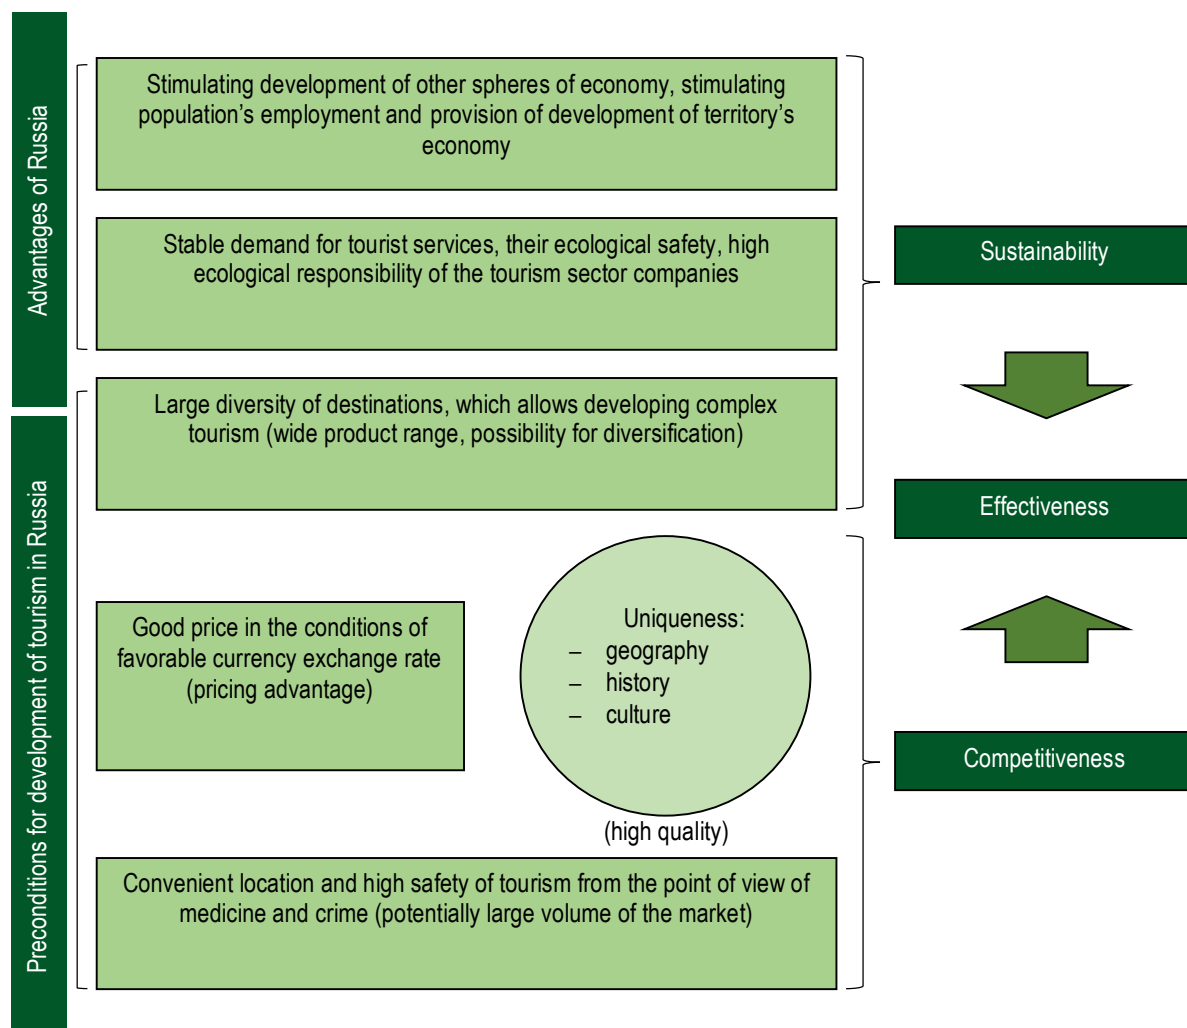 Advantages of Russia
Stimulating development of other spheres of economy, stimulating
population’s employment and provision of development of territory’s
economy
Stable demand for tourist services, their ecological safety, high
ecological responsibility of the tourism sector companies
Sustainability
Preconditions for development of tourism in Russia
Large diversity of destinations, which allows developing complex
tourism (wide product range, possibility for diversification)
Effectiveness
Good price in the conditions of
favorable currency exchange rate
(pricing advantage)
Uniqueness:
– geography
– history
– culture
(high quality)
Competitiveness
Convenient location and high safety of tourism from the point of view of
medicine and crime (potentially large volume of the market)